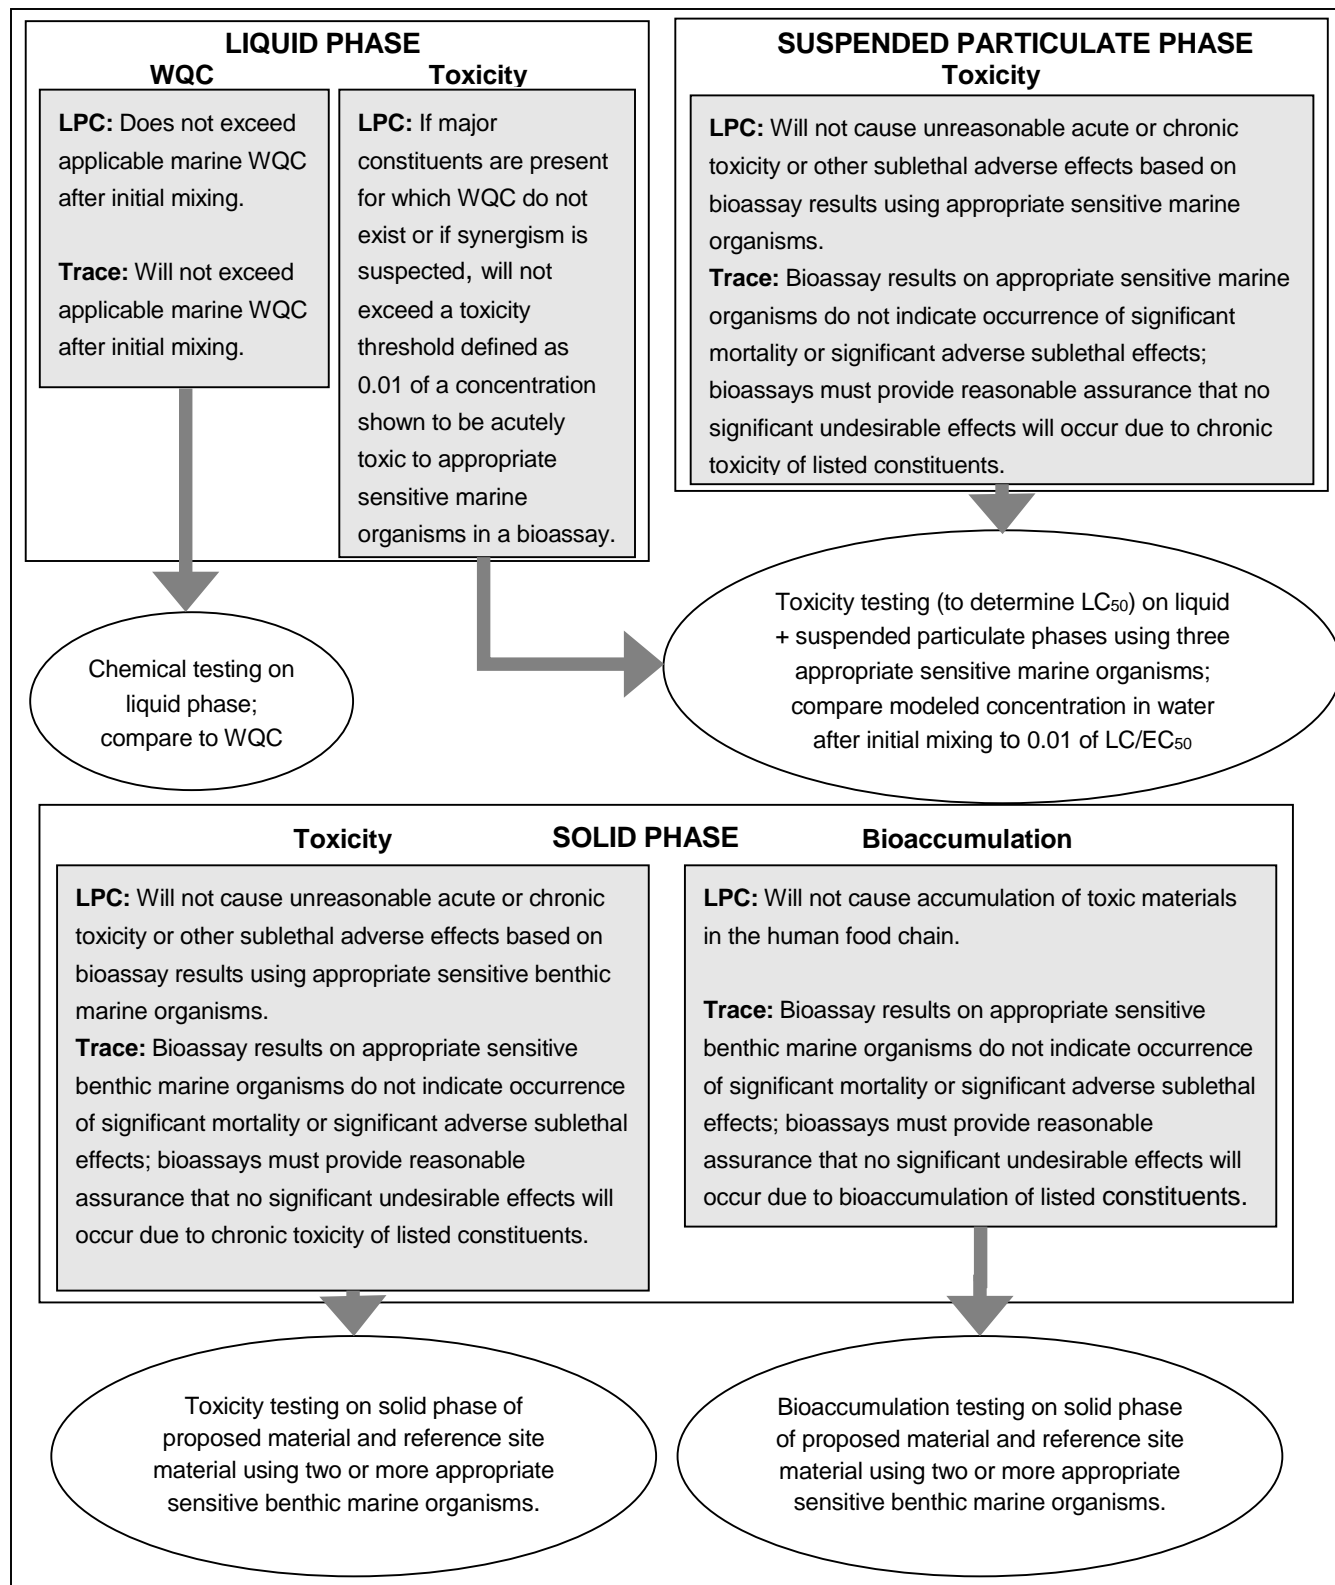 LIQUID PHASE
WQC
Toxicity
LPC: Does not exceed
applicable marine WQC
after initial mixing.
Trace: Will not exceed
applicable marine WQC
after initial mixing.
LPC: If major
constituents are present
for which WQC do not
exist or if synergism is
suspected, will not
exceed a toxicity
threshold defined as
0.01 of a concentration
shown to be acutely
toxic to appropriate
sensitive marine
organisms in a bioassay.
SUSPENDED PARTICULATE PHASE
Toxicity
LPC: Will not cause unreasonable acute or chronic
toxicity or other sublethal adverse effects based on
bioassay results using appropriate sensitive marine
organisms.
Trace: Bioassay results on appropriate sensitive marine
organisms do not indicate occurrence of significant
mortality or significant adverse sublethal effects;
bioassays must provide reasonable assurance that no
significant undesirable effects will occur due to chronic
toxicity of listed constituents.
Chemical testing on
liquid phase;
compare to WQC
Toxicity testing (to determine LC50) on liquid
+ suspended particulate phases using three
appropriate sensitive marine organisms;
compare modeled concentration in water
after initial mixing to 0.01 of LC/EC50
SOLID PHASE
Toxicity
LPC: Will not cause unreasonable acute or chronic
toxicity or other sublethal adverse effects based on
bioassay results using appropriate sensitive benthic
marine organisms.
Trace: Bioassay results on appropriate sensitive
benthic marine organisms do not indicate occurrence
of significant mortality or significant adverse sublethal
effects; bioassays must provide reasonable
assurance that no significant undesirable effects will
occur due to chronic toxicity of listed constituents.
Bioaccumulation
LPC: Will not cause accumulation of toxic materials
in the human food chain.
Trace: Bioassay results on appropriate sensitive
benthic marine organisms do not indicate occurrence
of significant mortality or significant adverse sublethal
effects; bioassays must provide reasonable
assurance that no significant undesirable effects will
occur due to bioaccumulation of listed constituents.
Toxicity testing on solid phase of
proposed material and reference site
material using two or more appropriate
sensitive benthic marine organisms.
Bioaccumulation testing on solid phase
of proposed material and reference site
material using two or more appropriate
sensitive benthic marine organisms.